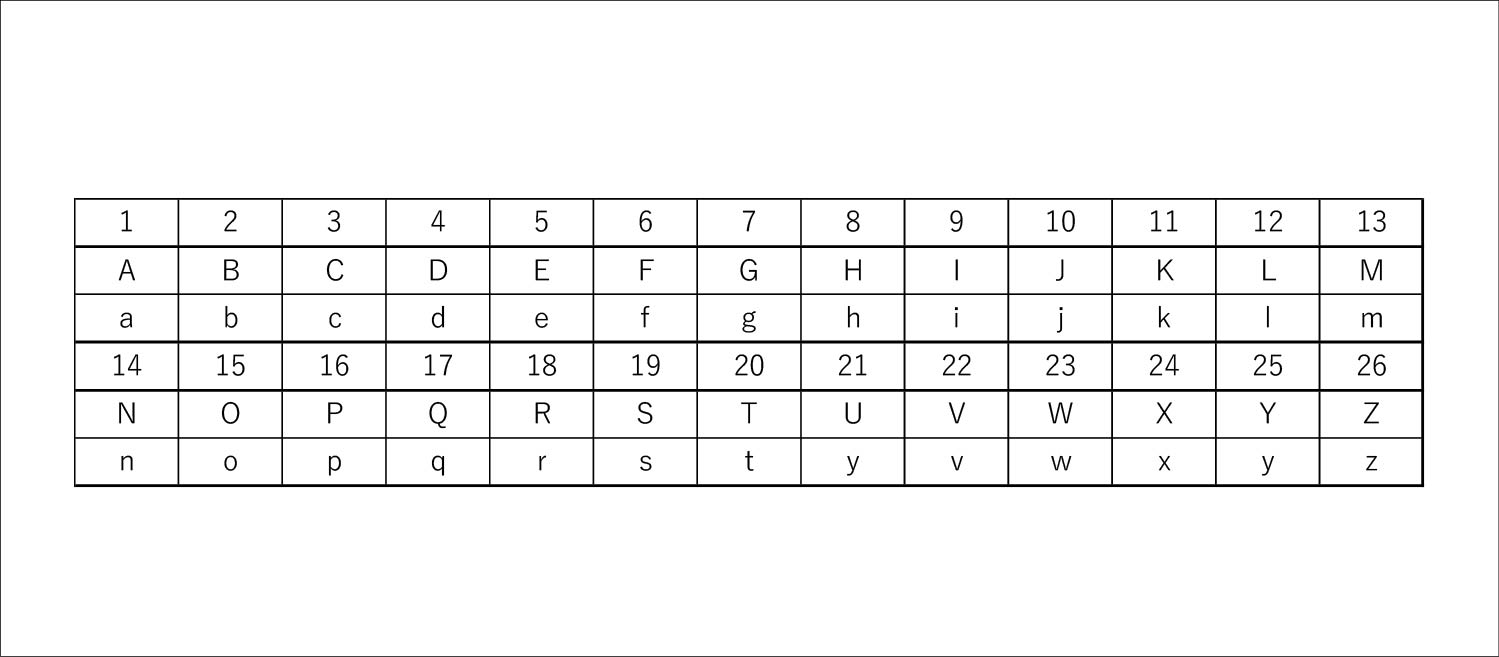 1 2 3 4 5 6 7 8 9 10 11 12 13
A B C D E F G H I J K L M
a b c d e f g h i j k l m
14 15 16 17 18 19 20 21 22 23 24 25 26
N O P Q R S T U V W X Y Z
n o p q r s t y v w x y z